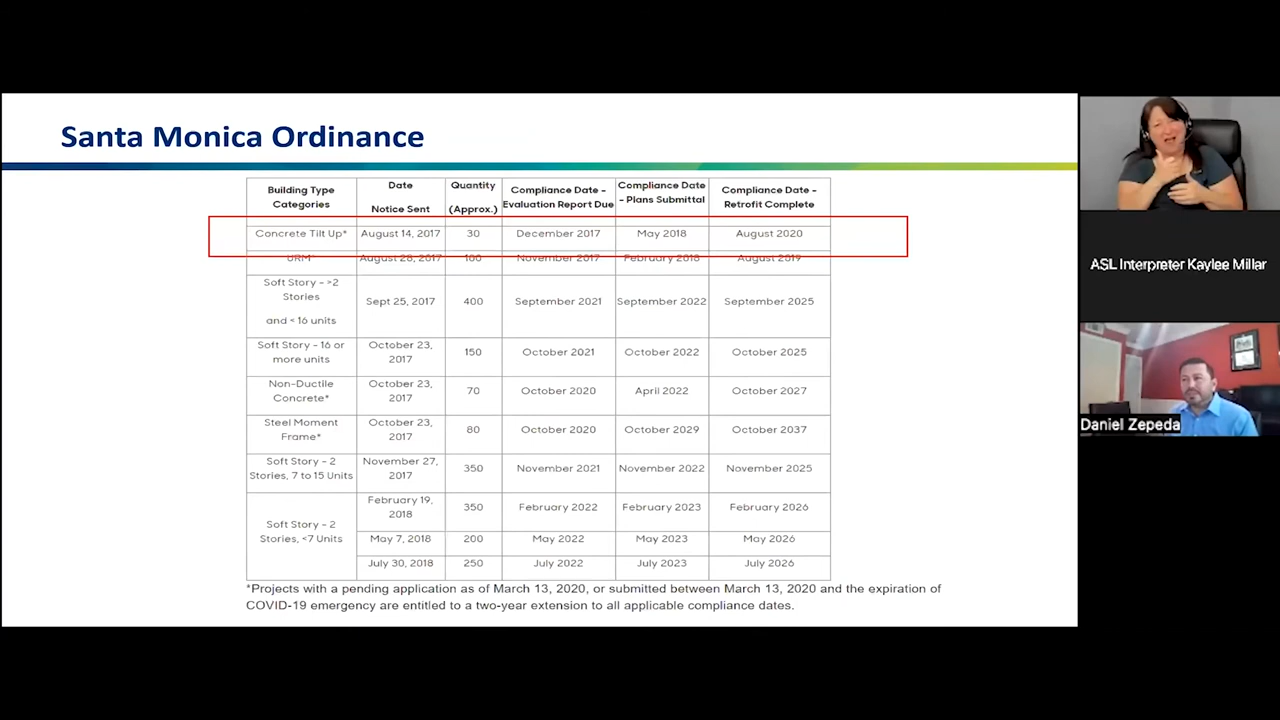 Santa Monica Ordinance
Building Type Categories Date Notice Sent Quantity (Approx.) Compliance Date – Evaluation Report Due Compliance Date – Plans Submittal Compliance Date – Retrofit Complete
Concrete Tilt Up* August 14, 2017 30 December 2017 May 2018 August 2020
URM* August 28, 2017 160 November 2017 February 2018 August 2019
Soft Story – >2 Stories and < 16 units Sept 25, 2017 400 September 2021 September 2022 September 2025
Soft Story – 16 or more units October 23, 2017 150 October 2021 October 2022 October 2025
Non-Ductile Concrete* October 23, 2017 70 October 2020 April 2022 October 2027
Steel Moment Frame* October 23, 2017 80 October 2020 October 2029 October 2037
Soft Story – 2 Stories, 7 to 15 Units November 27, 2017 350 November 2021 November 2022 November 2025
Soft Story – 2 Stories, <7 Units February 19, 2018 350 February 2022 February 2023 February 2026
May 7, 2018 200 May 2022 May 2023 May 2026
July 30, 2018 250 July 2022 July 2023 July 2026
*Projects with a pending application as of March 13, 2020, or submitted between March 13, 2020 and the expiration of
COVID-19 emergency are entitled to a two-year extension to all applicable compliance dates.
ASL Interpreter Kaylee Millar
Daniel Zepeda